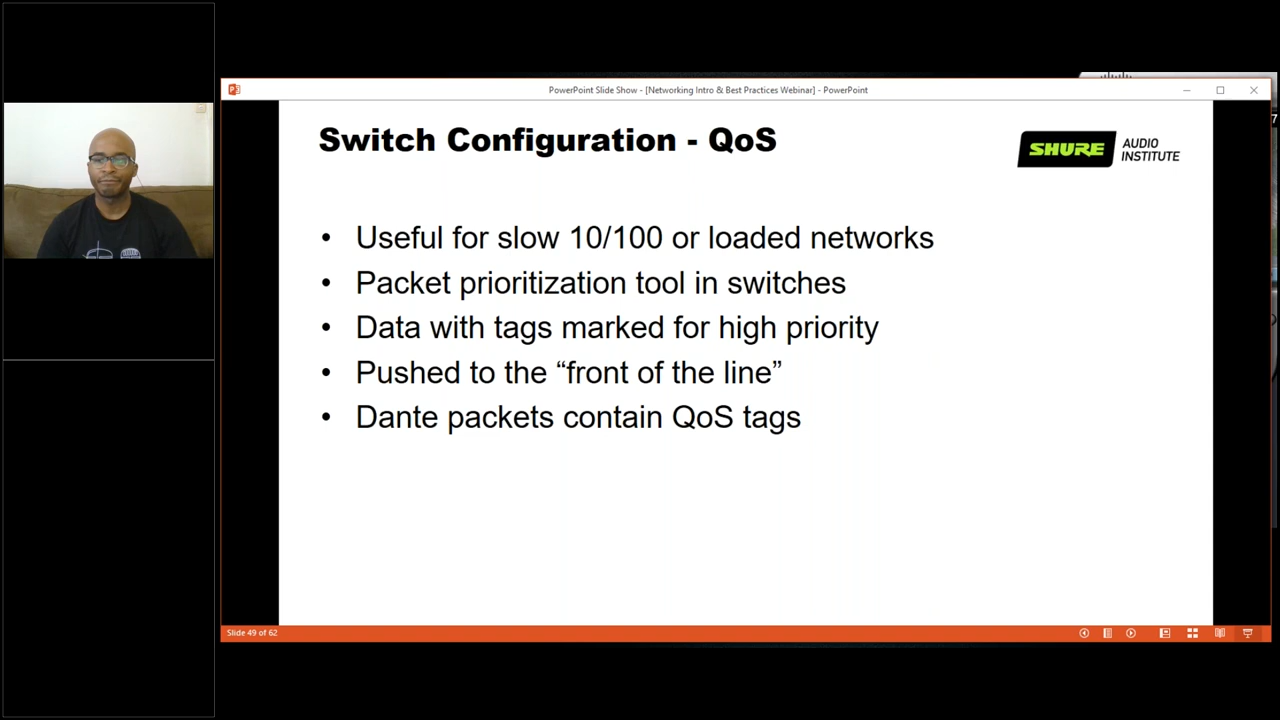 PowerPoint Slide Show - [Networking Intro & Best Practices Webinar] - PowerPoint
7
Switch Configuration - QoS
SHURE
AUDIO
INSTITUTE
• Useful for slow 10/100 or loaded networks
• Packet prioritization tool in switches
• Data with tags marked for high priority
• Pushed to the “front of the line”
• Dante packets contain QoS tags
Slide 49 of 62